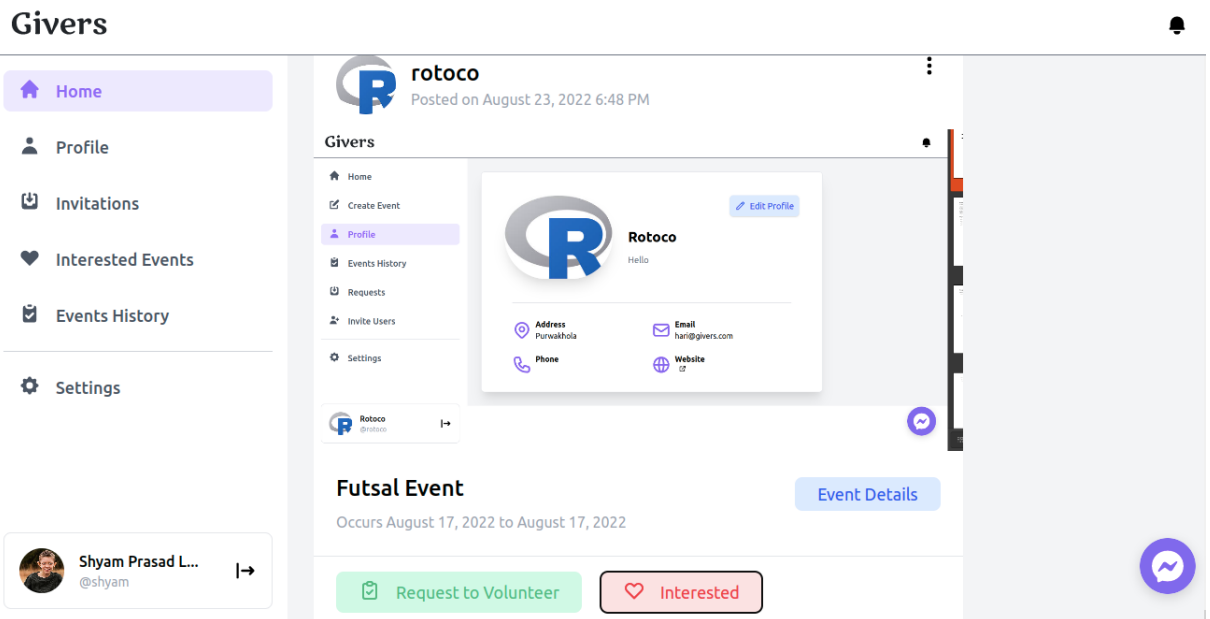 Givers
Home
Profile
Invitations
Interested Events
Events History
Settings
Shyam Prasad L...
@shyam
R
rotoco
Posted on August 23, 2022 6:48 PM
Givers
Home
Create Event
Profile
Events History
Requests
Invite Users
Settings
R
Rotoco
@rotoco
R
Edit Profile
Rotoco
Hello
Address
Purwakhola
Email
hari@givers.com
Phone
Website
Futsal Event
Event Details
Occurs August 17, 2022 to August 17, 2022
Request to Volunteer
Interested